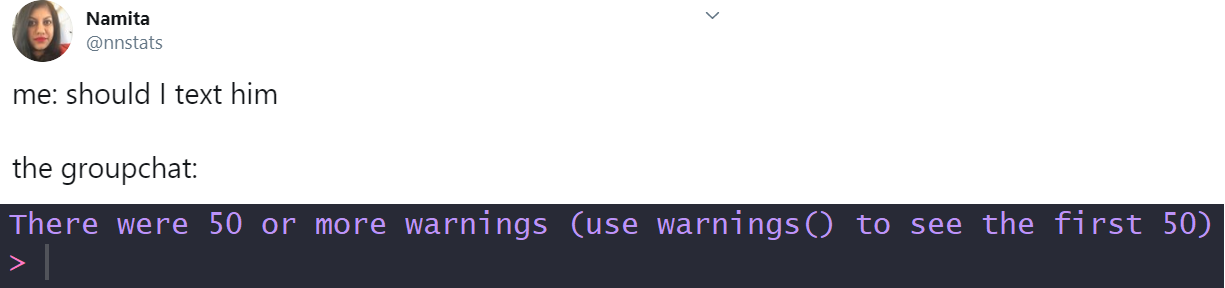 Namita
@nnstats
me: should I text him
the groupchat:
There were 50 or more warnings (use warnings() to see the first 50)
>